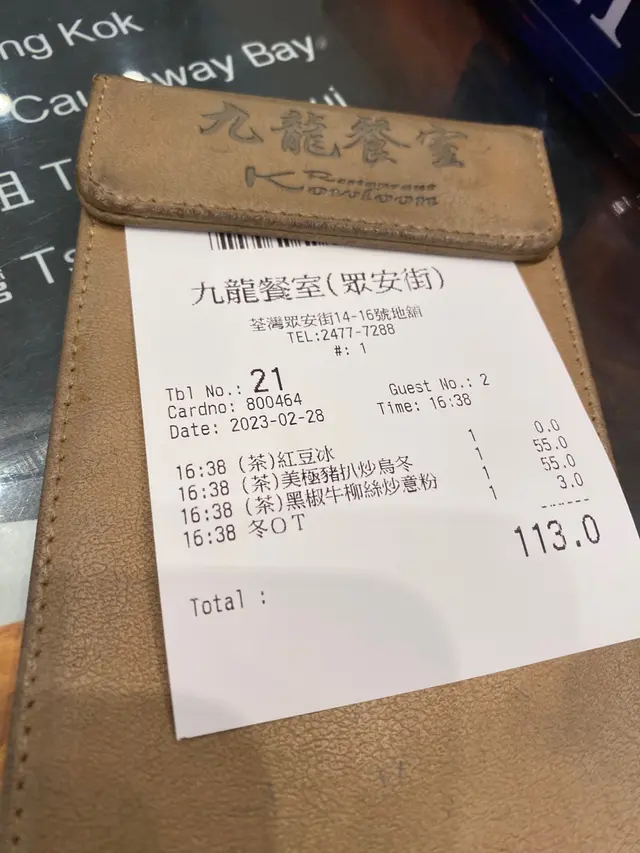 ng Kok
Causeway Bay
ui
T
Ts
九龍餐室
Restaurant
Kowloon
九龍餐室(眾安街)
荃灣眾安街14-16號地舖
TEL:2477-7288
#: 1
Tbl No.: 21 Guest No.: 2
Cardno: 800464 Time: 16:38
Date: 2023-02-28
16:38 (茶)紅豆冰 1 0.0
16:38 (茶)美極豬扒炒烏冬 1 55.0
16:38 (茶)黑椒牛柳絲炒意粉 1 55.0
16:38 冬OT 1 3.0
Total : 113.0